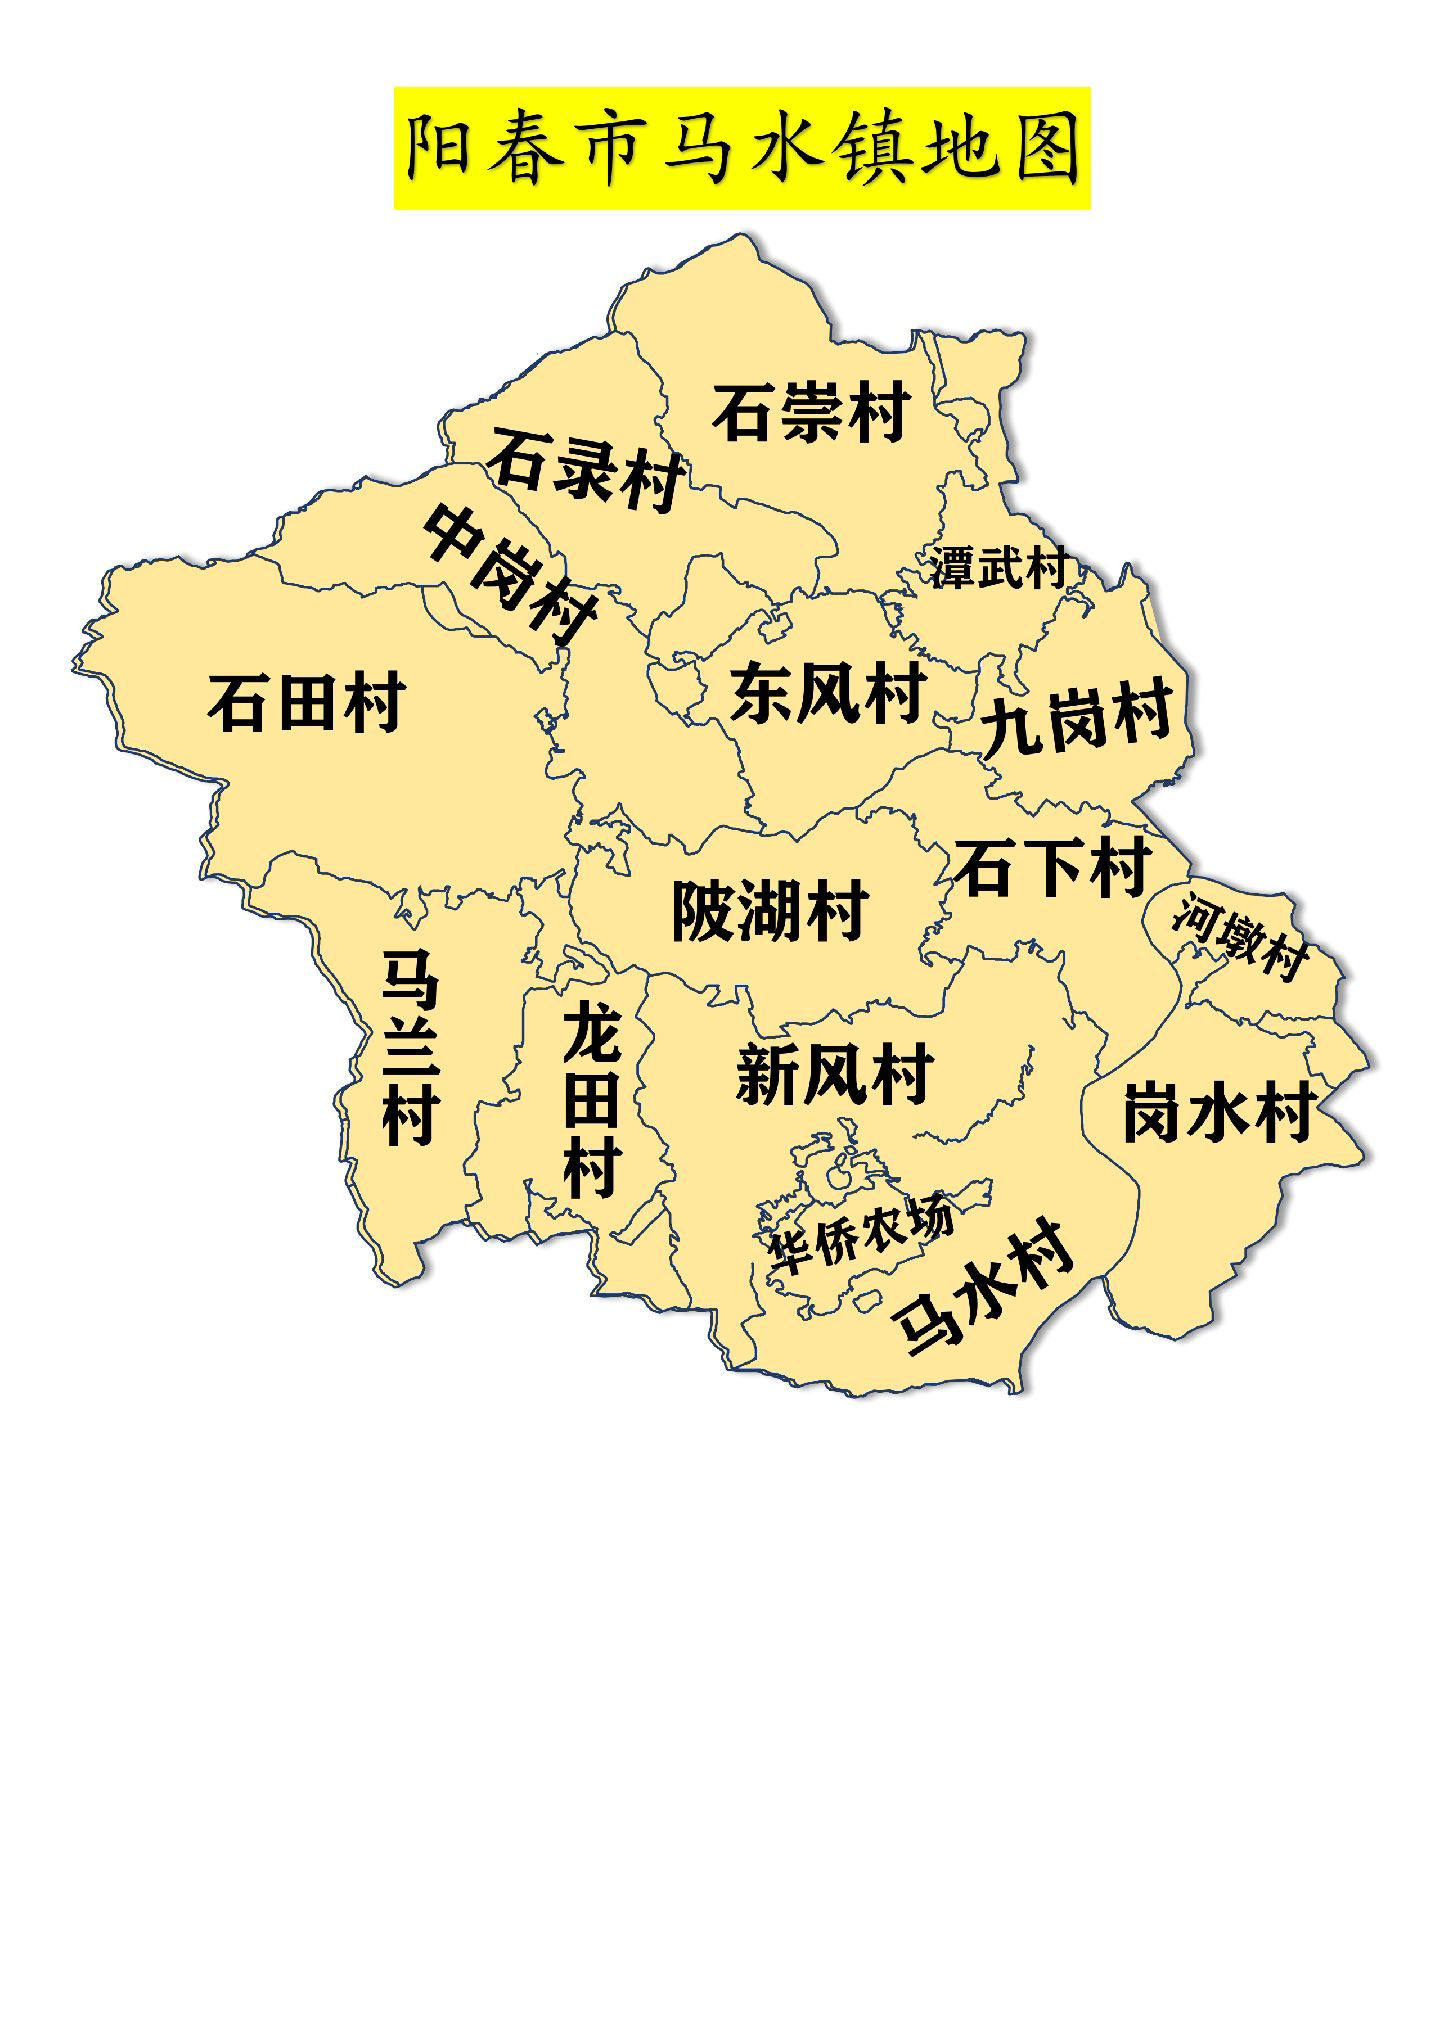 阳春市马水镇地图
石崇村
石录村
中岗村
潭武村
石田村
东风村
九岗村
石下村
陂湖村
河墩村
马兰村
龙田村
新风村
岗水村
华侨农场
马水村